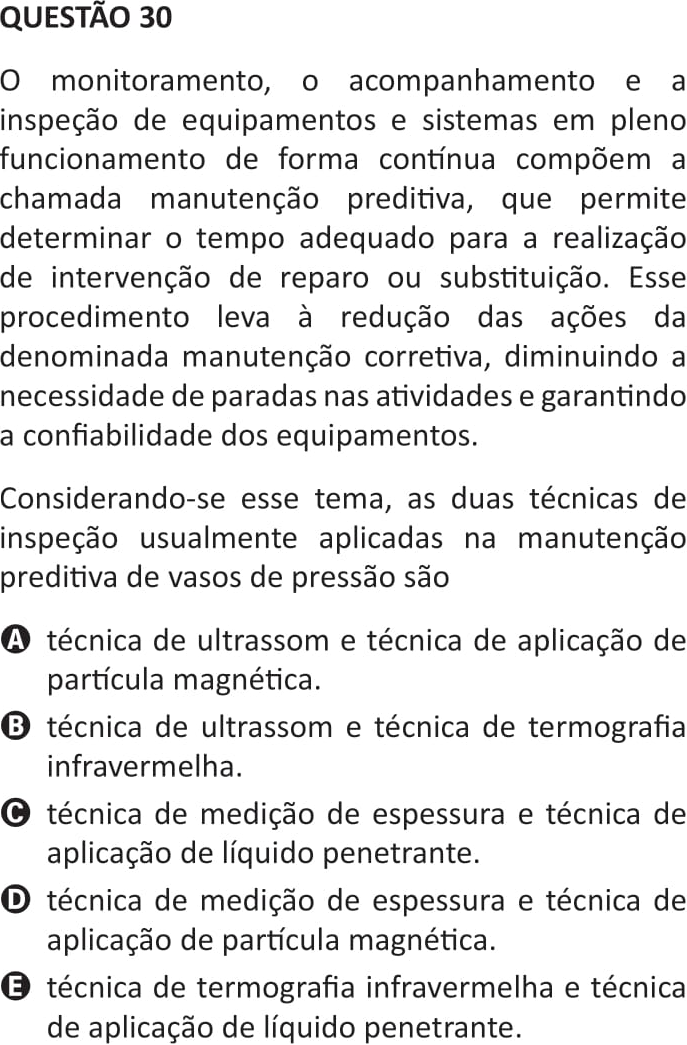 QUESTÃO 30
O monitoramento, o acompanhamento e a
inspeção de equipamentos e sistemas em pleno
funcionamento de forma contínua compõem a
chamada manutenção preditiva, que permite
determinar o tempo adequado para a realização
de intervenção de reparo ou substituição. Esse
procedimento leva à redução das ações da
denominada manutenção corretiva, diminuindo a
necessidade de paradas nas atividades e garantindo
a confiabilidade dos equipamentos.
Considerando-se esse tema, as duas técnicas de
inspeção usualmente aplicadas na manutenção
preditiva de vasos de pressão são
A técnica de ultrassom e técnica de aplicação de
partícula magnética.
B técnica de ultrassom e técnica de termografia
infravermelha.
C técnica de medição de espessura e técnica de
aplicação de líquido penetrante.
D técnica de medição de espessura e técnica de
aplicação de partícula magnética.
E técnica de termografia infravermelha e técnica
de aplicação de líquido penetrante.